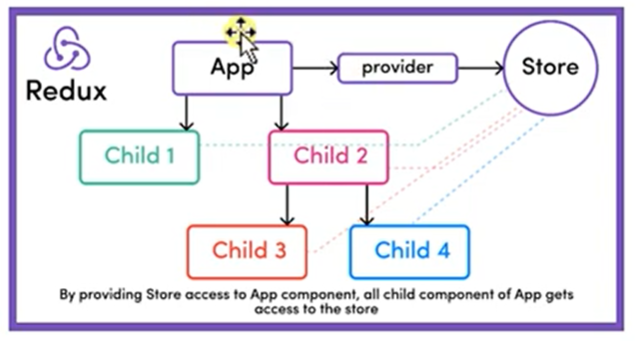 Redux
App
provider
Store
Child 1
Child 2
Child 3
Child 4
By providing Store access to App component, all child component of App gets
access to the store